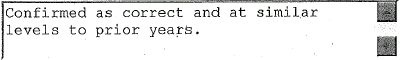 Confirmed as correct and at similar
levels to prior years.